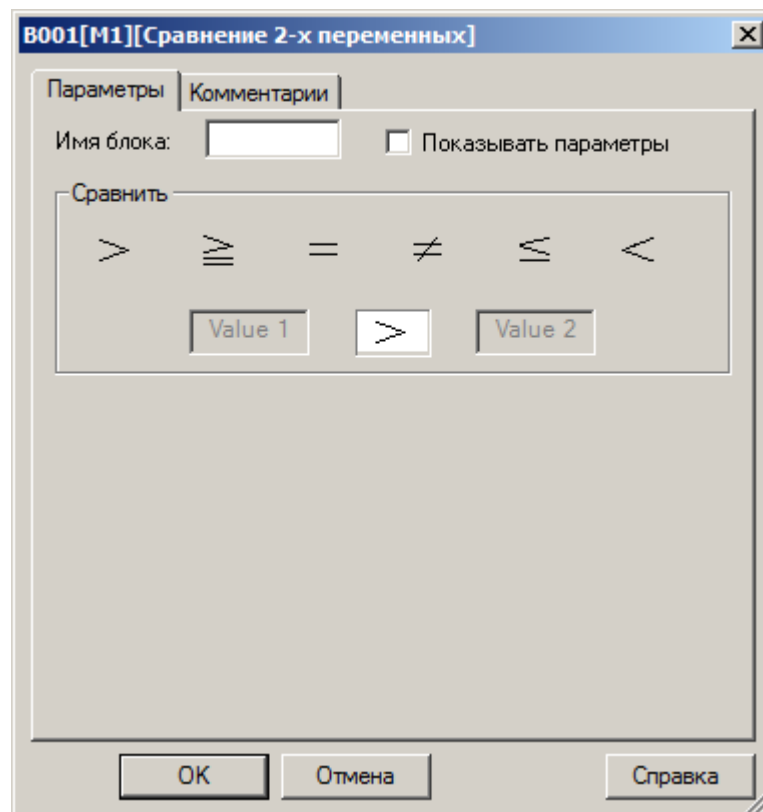 B001[M1][Сравнение 2-х переменных]
Параметры Комментарии
Имя блока: Показывать параметры
Сравнить
> ≧ = ≠ ≤ <
Value 1 > Value 2
OK Отмена Справка